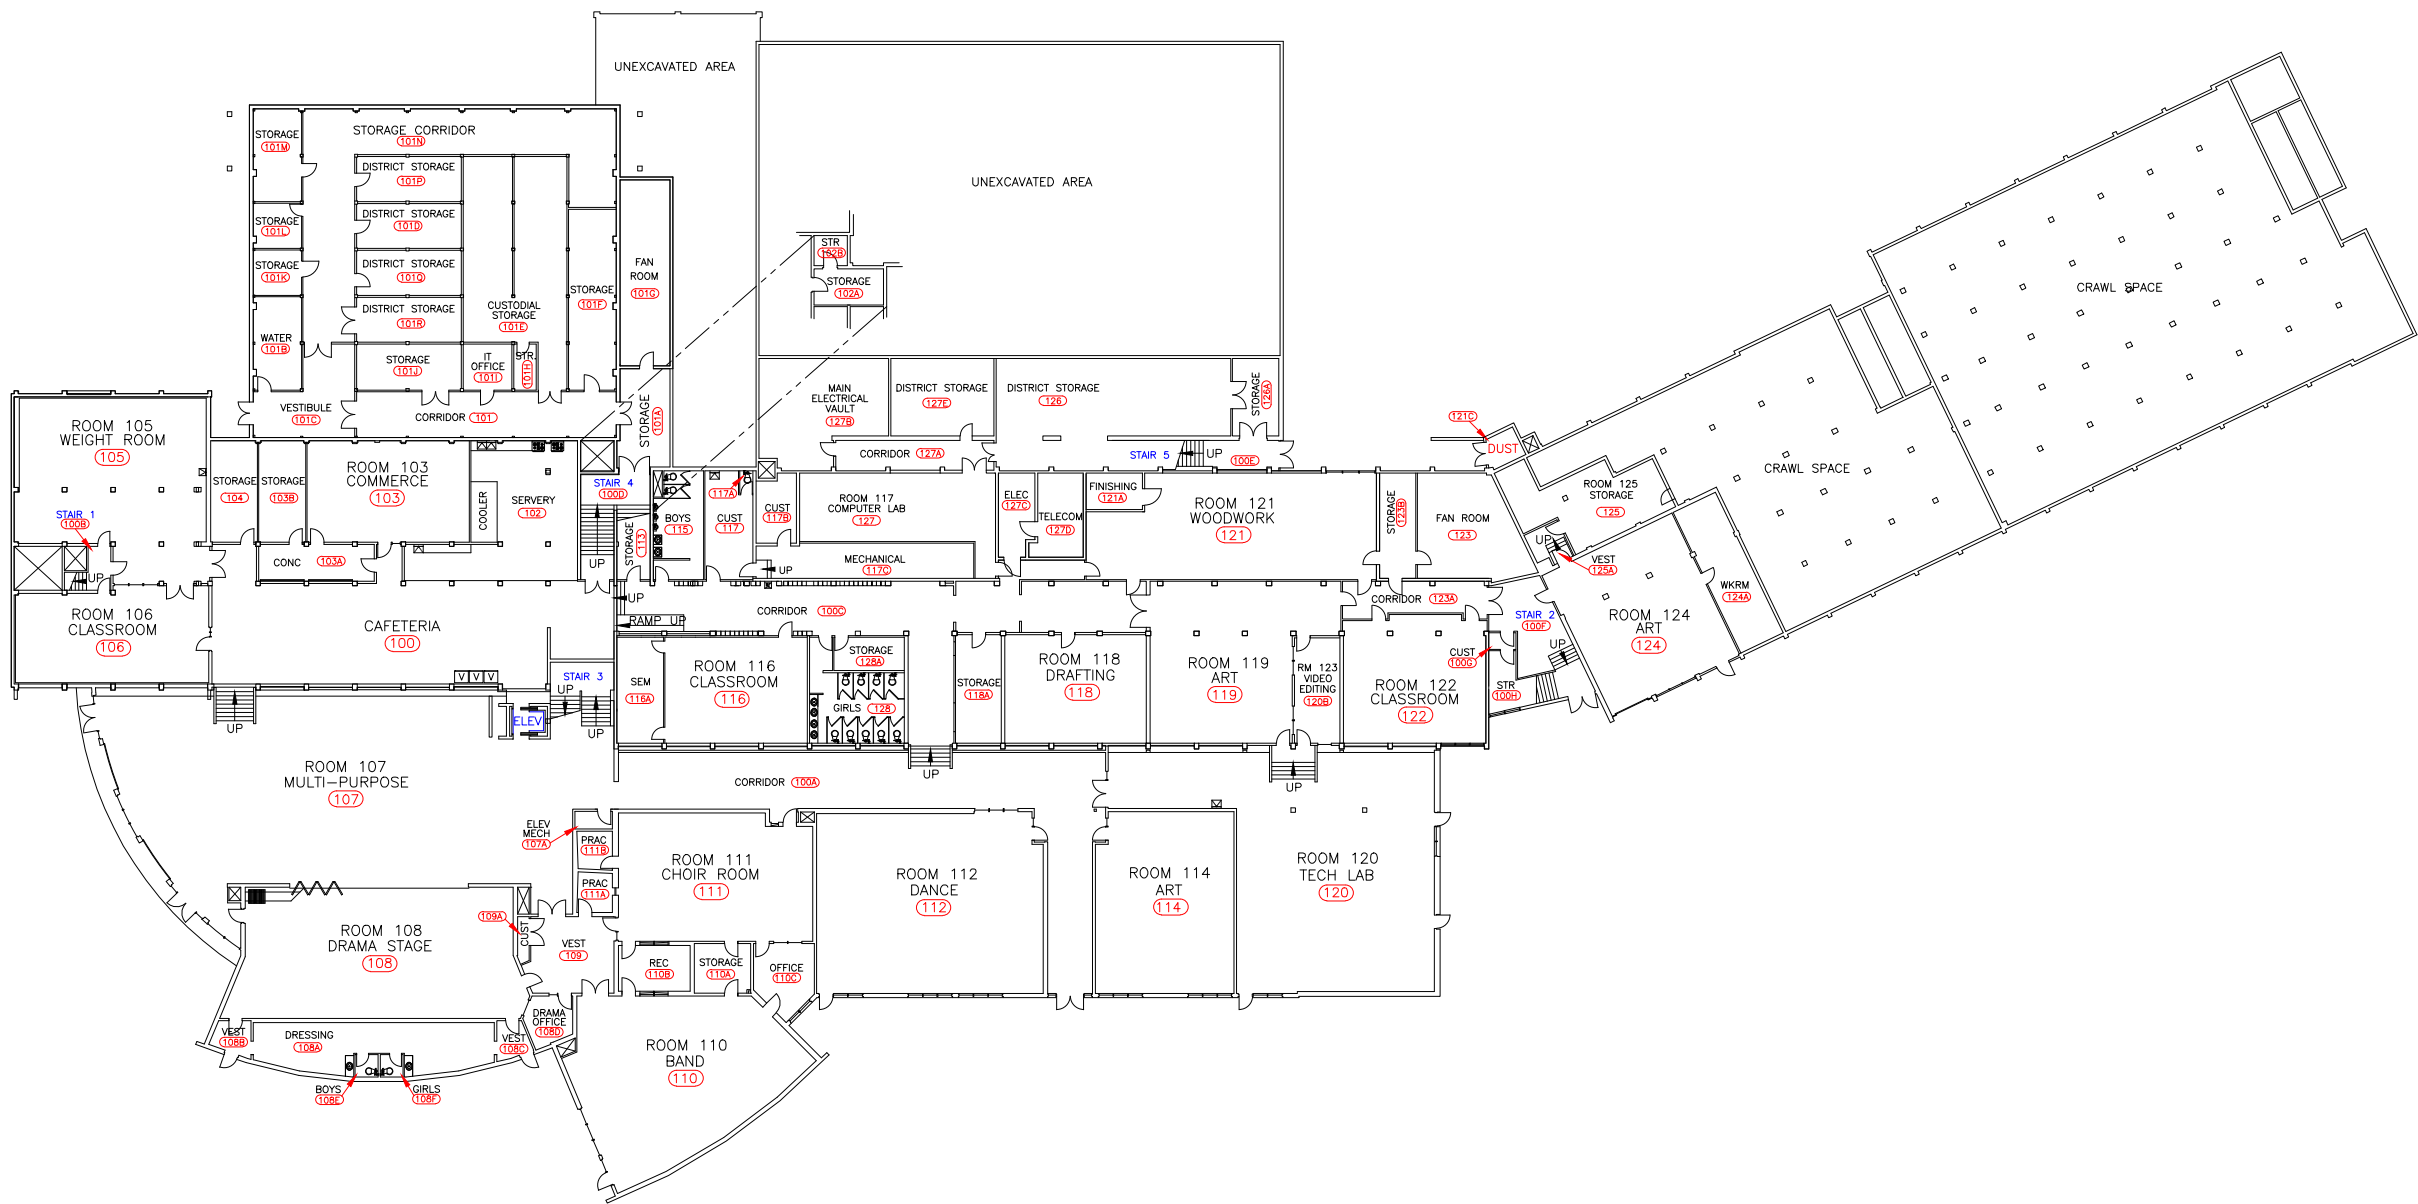 UNEXCAVATED AREA
UNEXCAVATED AREA
STORAGE CORRIDOR
101N
STORAGE
101M
DISTRICT STORAGE
101P
STORAGE
101L
DISTRICT STORAGE
101D
STORAGE
101K
DISTRICT STORAGE
101Q
DISTRICT STORAGE
101R
WATER
101B
CUSTODIAL
STORAGE
101E
STORAGE
101F
FAN
ROOM
101G
STORAGE
101J
IT
OFFICE
101I
STR.
101H
VESTIBULE
101C
CORRIDOR
101
STORAGE
101A
STR
102B
STORAGE
102A
CRAWL SPACE
CRAWL SPACE
MAIN
ELECTRICAL
VAULT
127B
DISTRICT STORAGE
127E
DISTRICT STORAGE
126
STORAGE
126A
CORRIDOR
127A
STAIR 5
UP
100E
121C
DUST
ROOM 105
WEIGHT ROOM
105
STAIR 1
100B
UP
STORAGE
104
STORAGE
103B
ROOM 103
COMMERCE
103
COOLER
SERVERY
102
CONC
103A
STAIR 4
100D
UP
STORAGE
113
BOYS
115
117A
CUST
117
CUST
117B
ROOM 117
COMPUTER LAB
127
MECHANICAL
117C
UP
ELEC
127C
TELECOM
127D
FINISHING
121A
ROOM 121
WOODWORK
121
STORAGE
123B
FAN ROOM
123
ROOM 125
STORAGE
125
UP
VEST
125A
WKRM
124A
ROOM 124
ART
124
ROOM 106
CLASSROOM
106
CAFETERIA
100
V V V
UP
RAMP UP
CORRIDOR
100C
CORRIDOR
123A
STAIR 2
100F
UP
CUST
100G
STR
100H
STAIR 3
UP
UP
UP
ELEV
SEM
116A
ROOM 116
CLASSROOM
116
STORAGE
128A
GIRLS
128
STORAGE
118A
ROOM 118
DRAFTING
118
ROOM 119
ART
119
RM 123
VIDEO
EDITING
120B
ROOM 122
CLASSROOM
122
UP
UP
CORRIDOR
100A
ROOM 107
MULTI-PURPOSE
107
ELEV
MECH
107A
PRAC
111B
PRAC
111A
ROOM 111
CHOIR ROOM
111
ROOM 112
DANCE
112
ROOM 114
ART
114
ROOM 120
TECH LAB
120
109A
CUST
ROOM 108
DRAMA STAGE
108
VEST
109
REC
110B
STORAGE
110A
OFFICE
110C
DRAMA
OFFICE
108D
VEST
108B
DRESSING
108A
VEST
108C
BOYS
108E
GIRLS
108F
ROOM 110
BAND
110